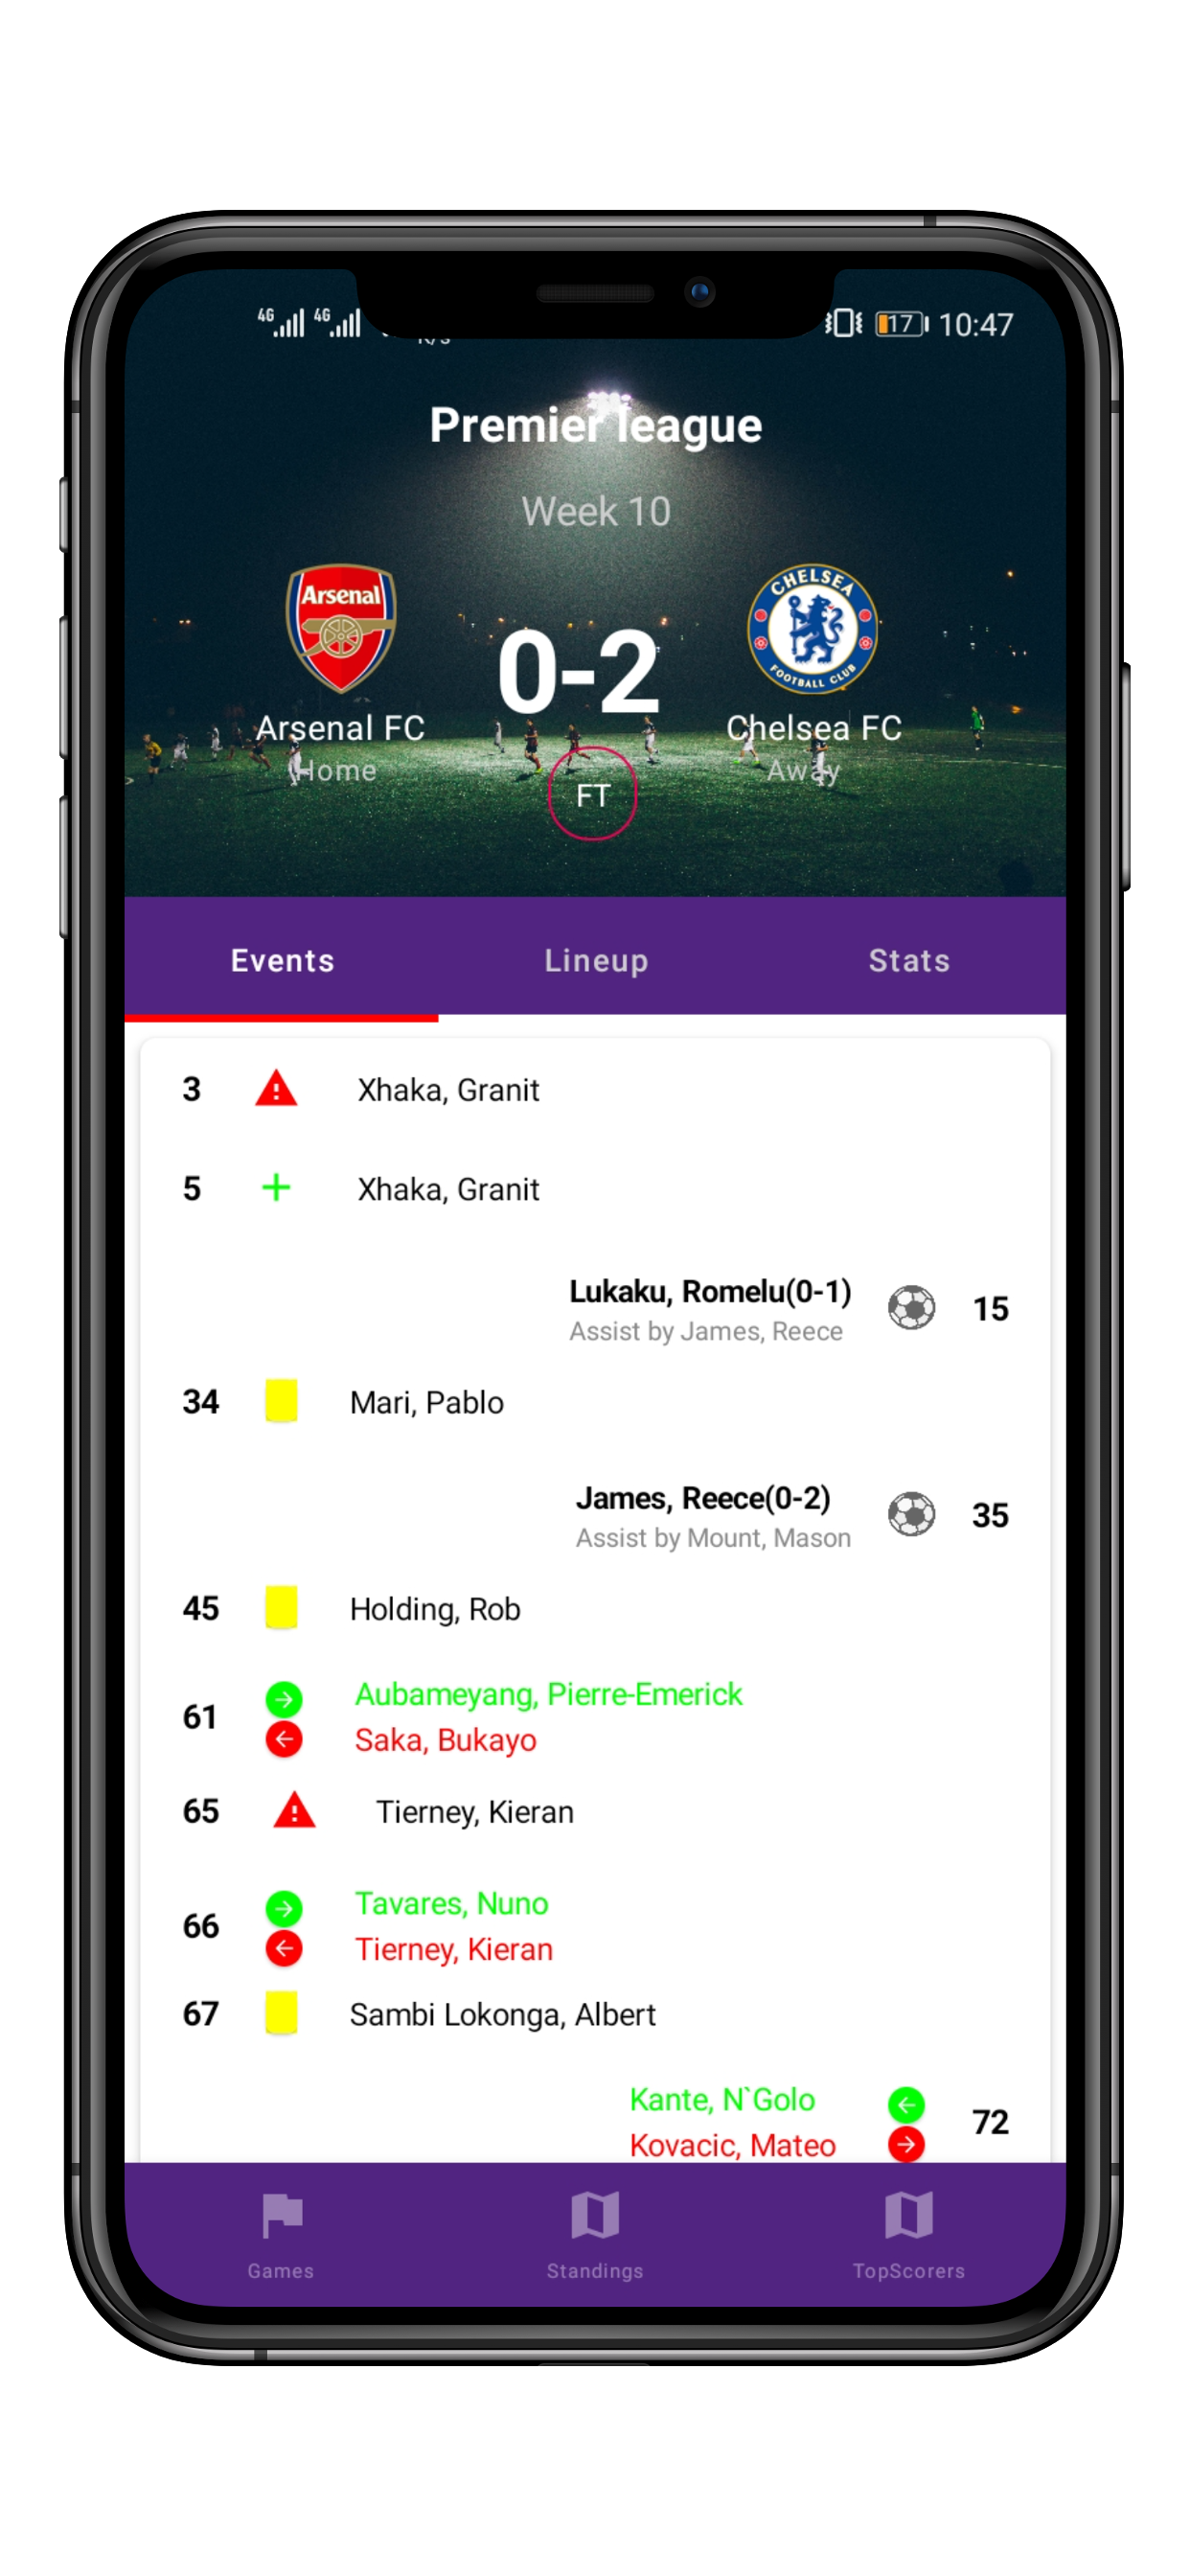 4G 4G
K/s
17 10:47
Premier league
Week 10
Arsenal
CHELSEA
FOOTBALL CLUB
0-2
Arsenal FC
Chelsea FC
Home
Away
FT
Events Lineup Stats
3 Xhaka, Granit
5 Xhaka, Granit
Lukaku, Romelu(0-1)
Assist by James, Reece
15
34 Mari, Pablo
James, Reece(0-2)
Assist by Mount, Mason
35
45 Holding, Rob
61
Aubameyang, Pierre-Emerick
Saka, Bukayo
65 Tierney, Kieran
66
Tavares, Nuno
Tierney, Kieran
67 Sambi Lokonga, Albert
Kante, N`Golo
Kovacic, Mateo
72
Games Standings TopScorers